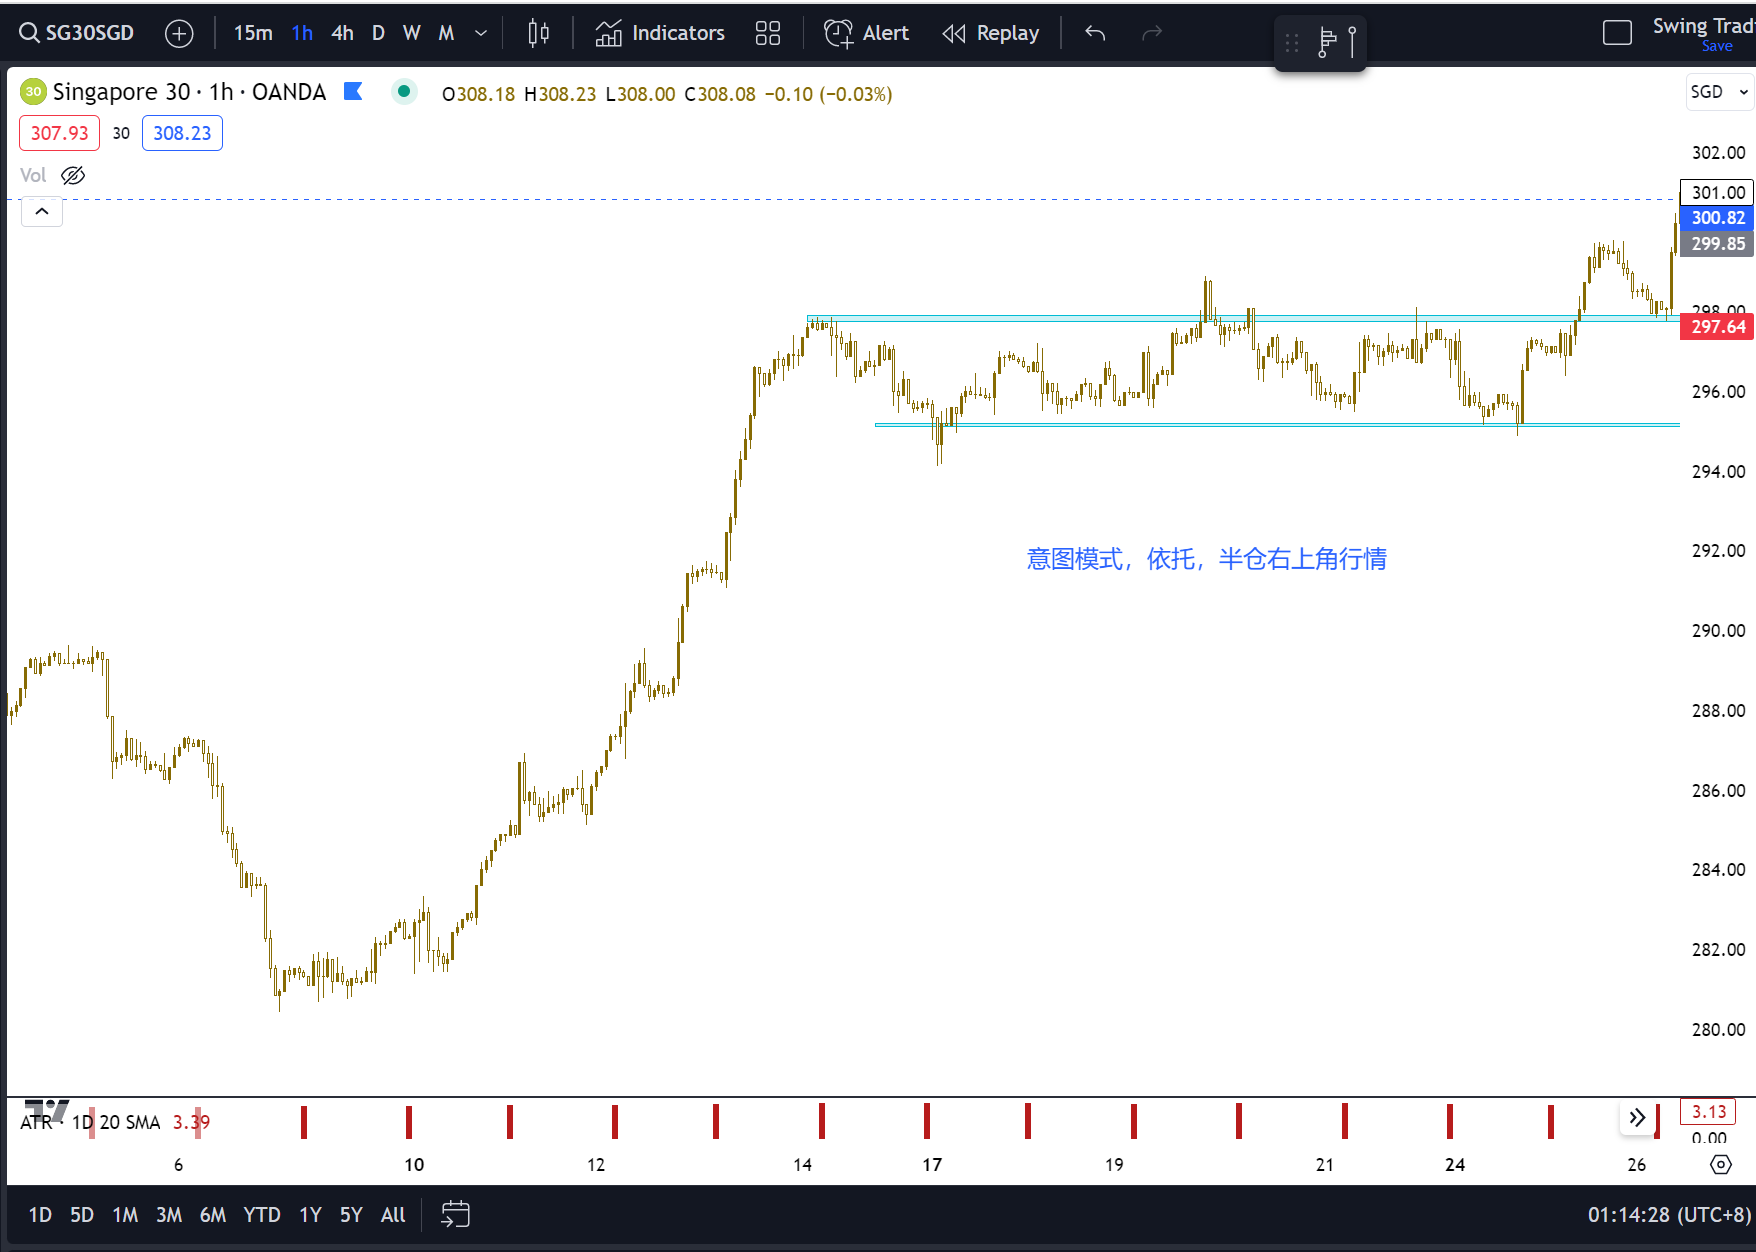 SG30SGD 15m 1h 4h D W M Indicators Alert Replay Swing Trad
Save
30 Singapore 30 · 1h · OANDA O308.18 H308.23 L308.00 C308.08 −0.10 (−0.03%) SGD
307.93 30 308.23
Vol
302.00
301.00
300.82
299.85
298.00
297.64
296.00
294.00
292.00
意图模式，依托，半仓右上角行情
290.00
288.00
286.00
284.00
282.00
280.00
ATR · 1D 20 SMA 3.39 3.13
0.00
6 10 12 14 17 19 21 24 26
1D 5D 1M 3M 6M YTD 1Y 5Y All 01:14:28 (UTC+8)